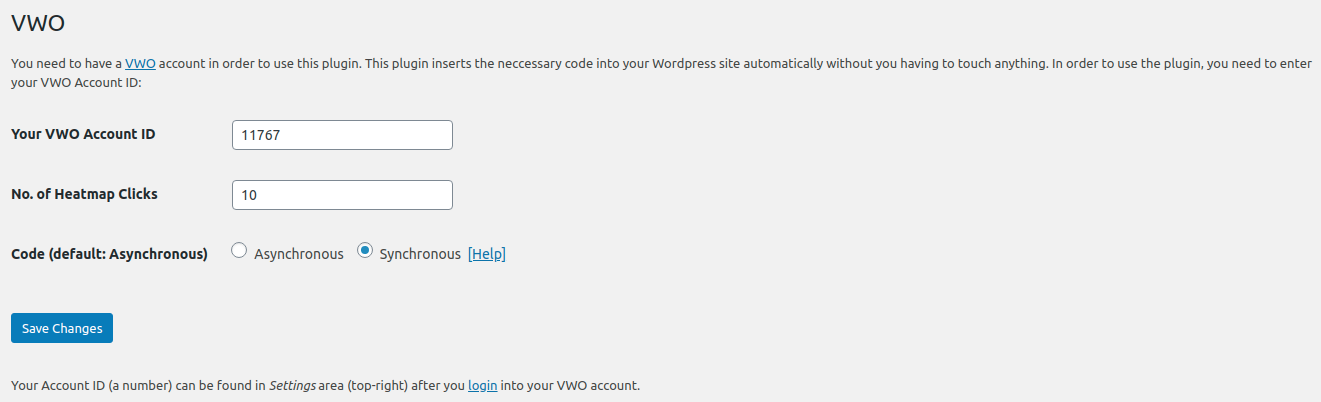 VWO
You need to have a VWO account in order to use this plugin. This plugin inserts the neccessary code into your Wordpress site automatically without you having to touch anything. In order to use the plugin, you need to enter
your VWO Account ID:
Your VWO Account ID 11767
No. of Heatmap Clicks 10
Code (default: Asynchronous) Asynchronous Synchronous [Help]
Save Changes
Your Account ID (a number) can be found in Settings area (top-right) after you login into your VWO account.